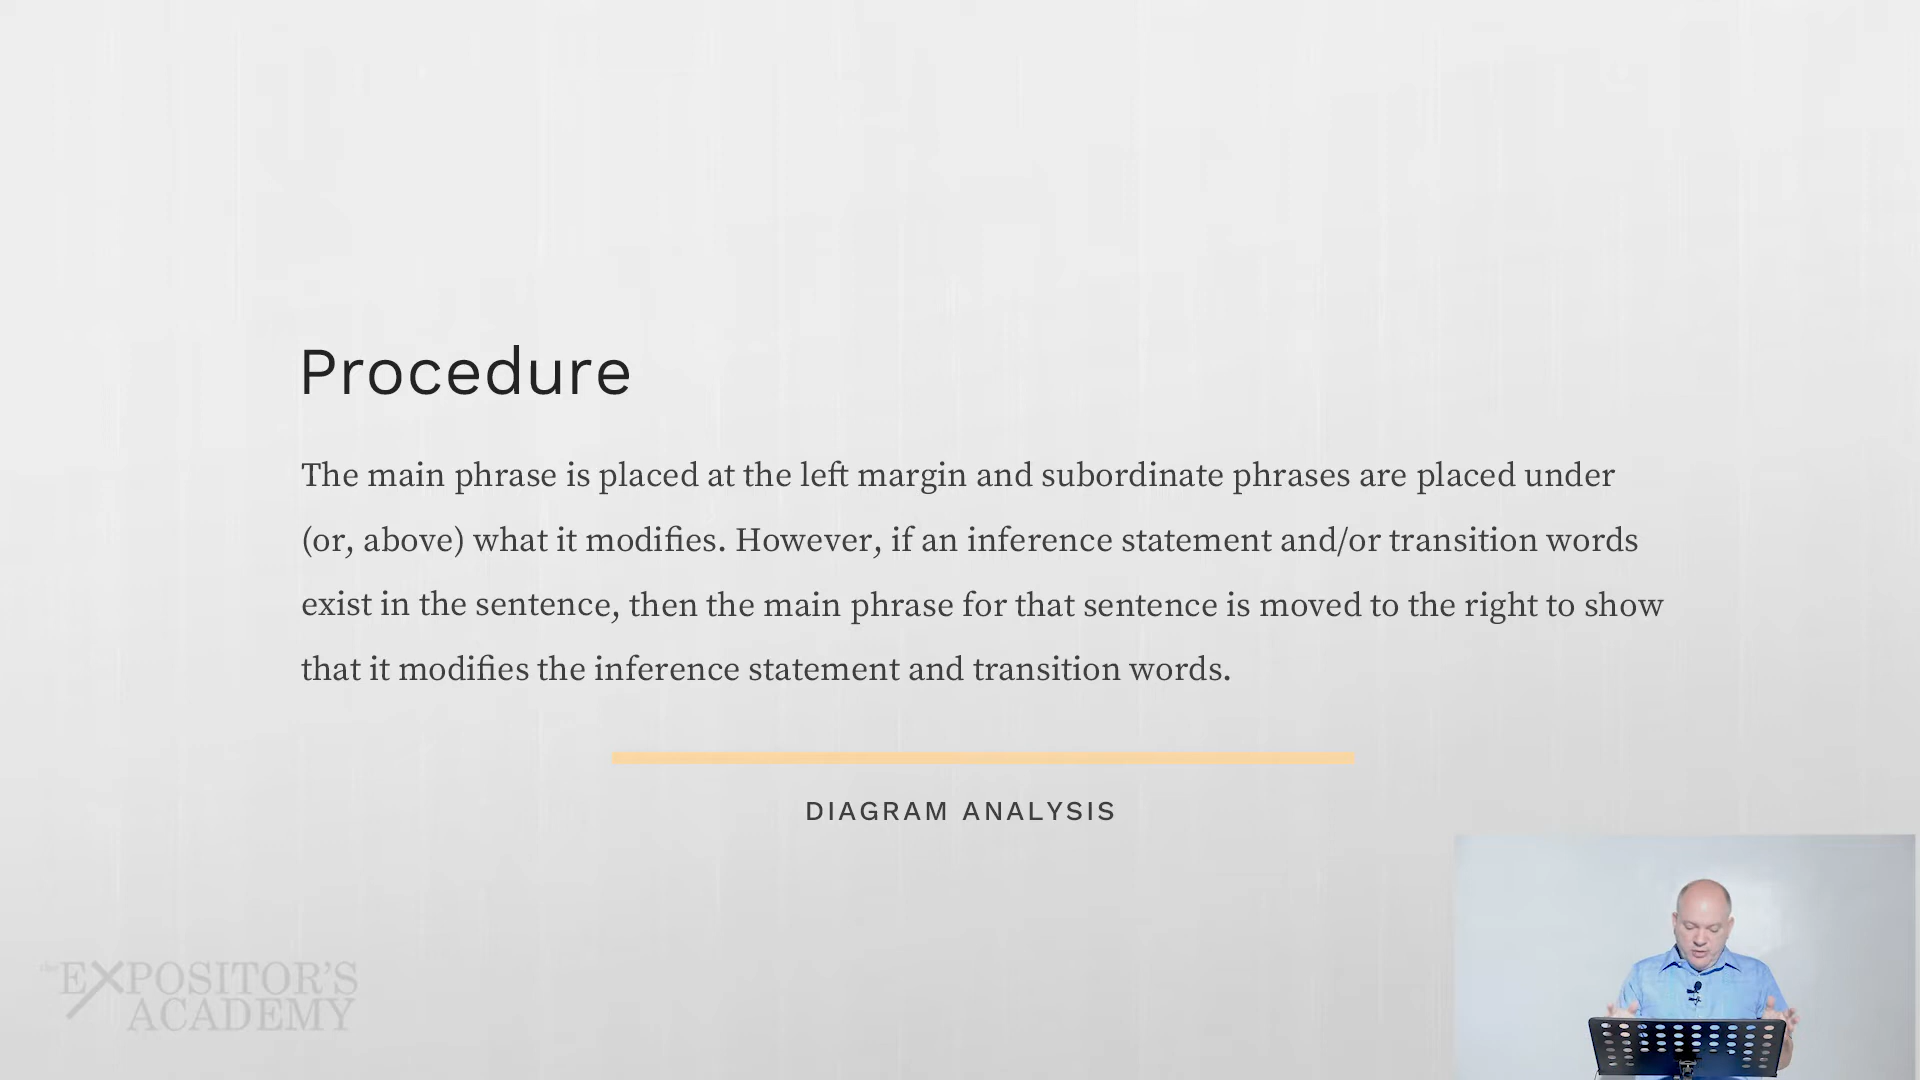 Procedure
The main phrase is placed at the left margin and subordinate phrases are placed under
(or, above) what it modifies. However, if an inference statement and/or transition words
exist in the sentence, then the main phrase for that sentence is moved to the right to show
that it modifies the inference statement and transition words.
DIAGRAM ANALYSIS
the EXPOSITOR'S
ACADEMY